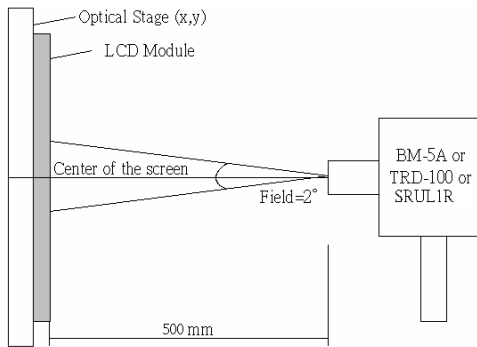 Optical Stage (x,y)
LCD Module
Center of the screen
Field=2°
BM-5A or
TRD-100 or
SRUL1R
500 mm